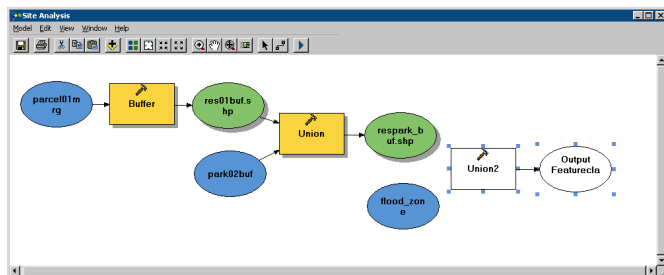 Site Analysis
Model Edit View Window Help
parcel01m
rg
Buffer
res01buf.s
hp
Union
respark_b
uf.shp
park02buf
Union2
Output
Featurecla
flood_zon
e